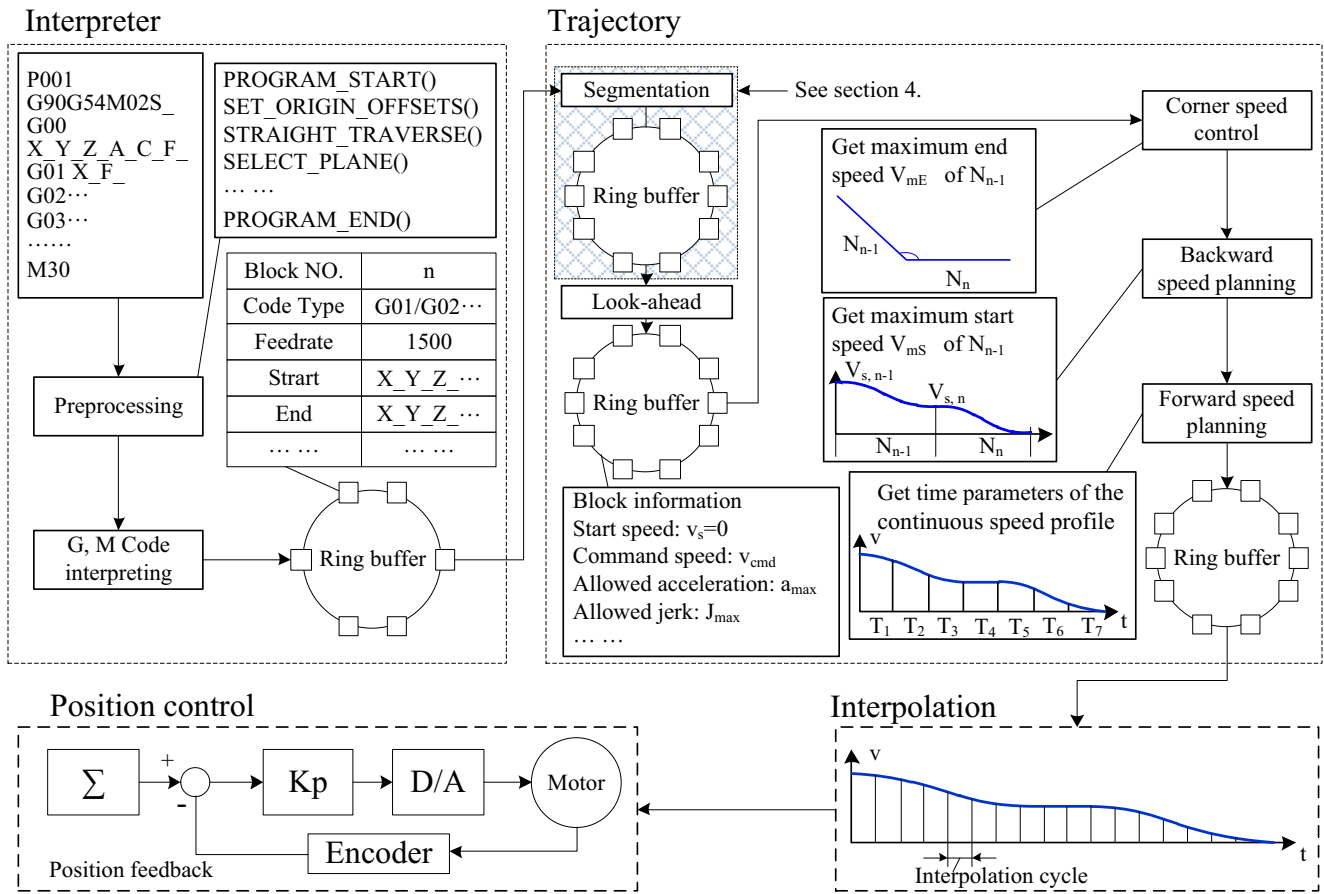 Interpreter
P001
G90G54M02S_
G00
X_Y_Z_A_C_F_
G01 X_F_
G02···
G03···
······
M30
PROGRAM_START()
SET_ORIGIN_OFFSETS()
STRAIGHT_TRAVERSE()
SELECT_PLANE()
... ...
PROGRAM_END()
Block NO. n
Code Type G01/G02···
Feedrate 1500
Strart X_Y_Z_···
End X_Y_Z_···
... ... ... ...
Preprocessing
G, M Code
interpreting
Ring buffer
Trajectory
Segmentation
See section 4.
Ring buffer
Look-ahead
Ring buffer
Block information
Start speed: vs=0
Command speed: vcmd
Allowed acceleration: amax
Allowed jerk: Jmax
... ...
Get maximum end
speed VmE of Nn-1
Nn-1
Nn
Get maximum start
speed VmS of Nn-1
Vs, n-1
Vs, n
Nn-1 Nn
Get time parameters of the
continuous speed profile
v
T1 T2 T3 T4 T5 T6 T7 t
Corner speed
control
Backward
speed planning
Forward speed
planning
Ring buffer
Position control
Σ
+
-
Kp
D/A
Motor
Encoder
Position feedback
Interpolation
v
t
Interpolation cycle